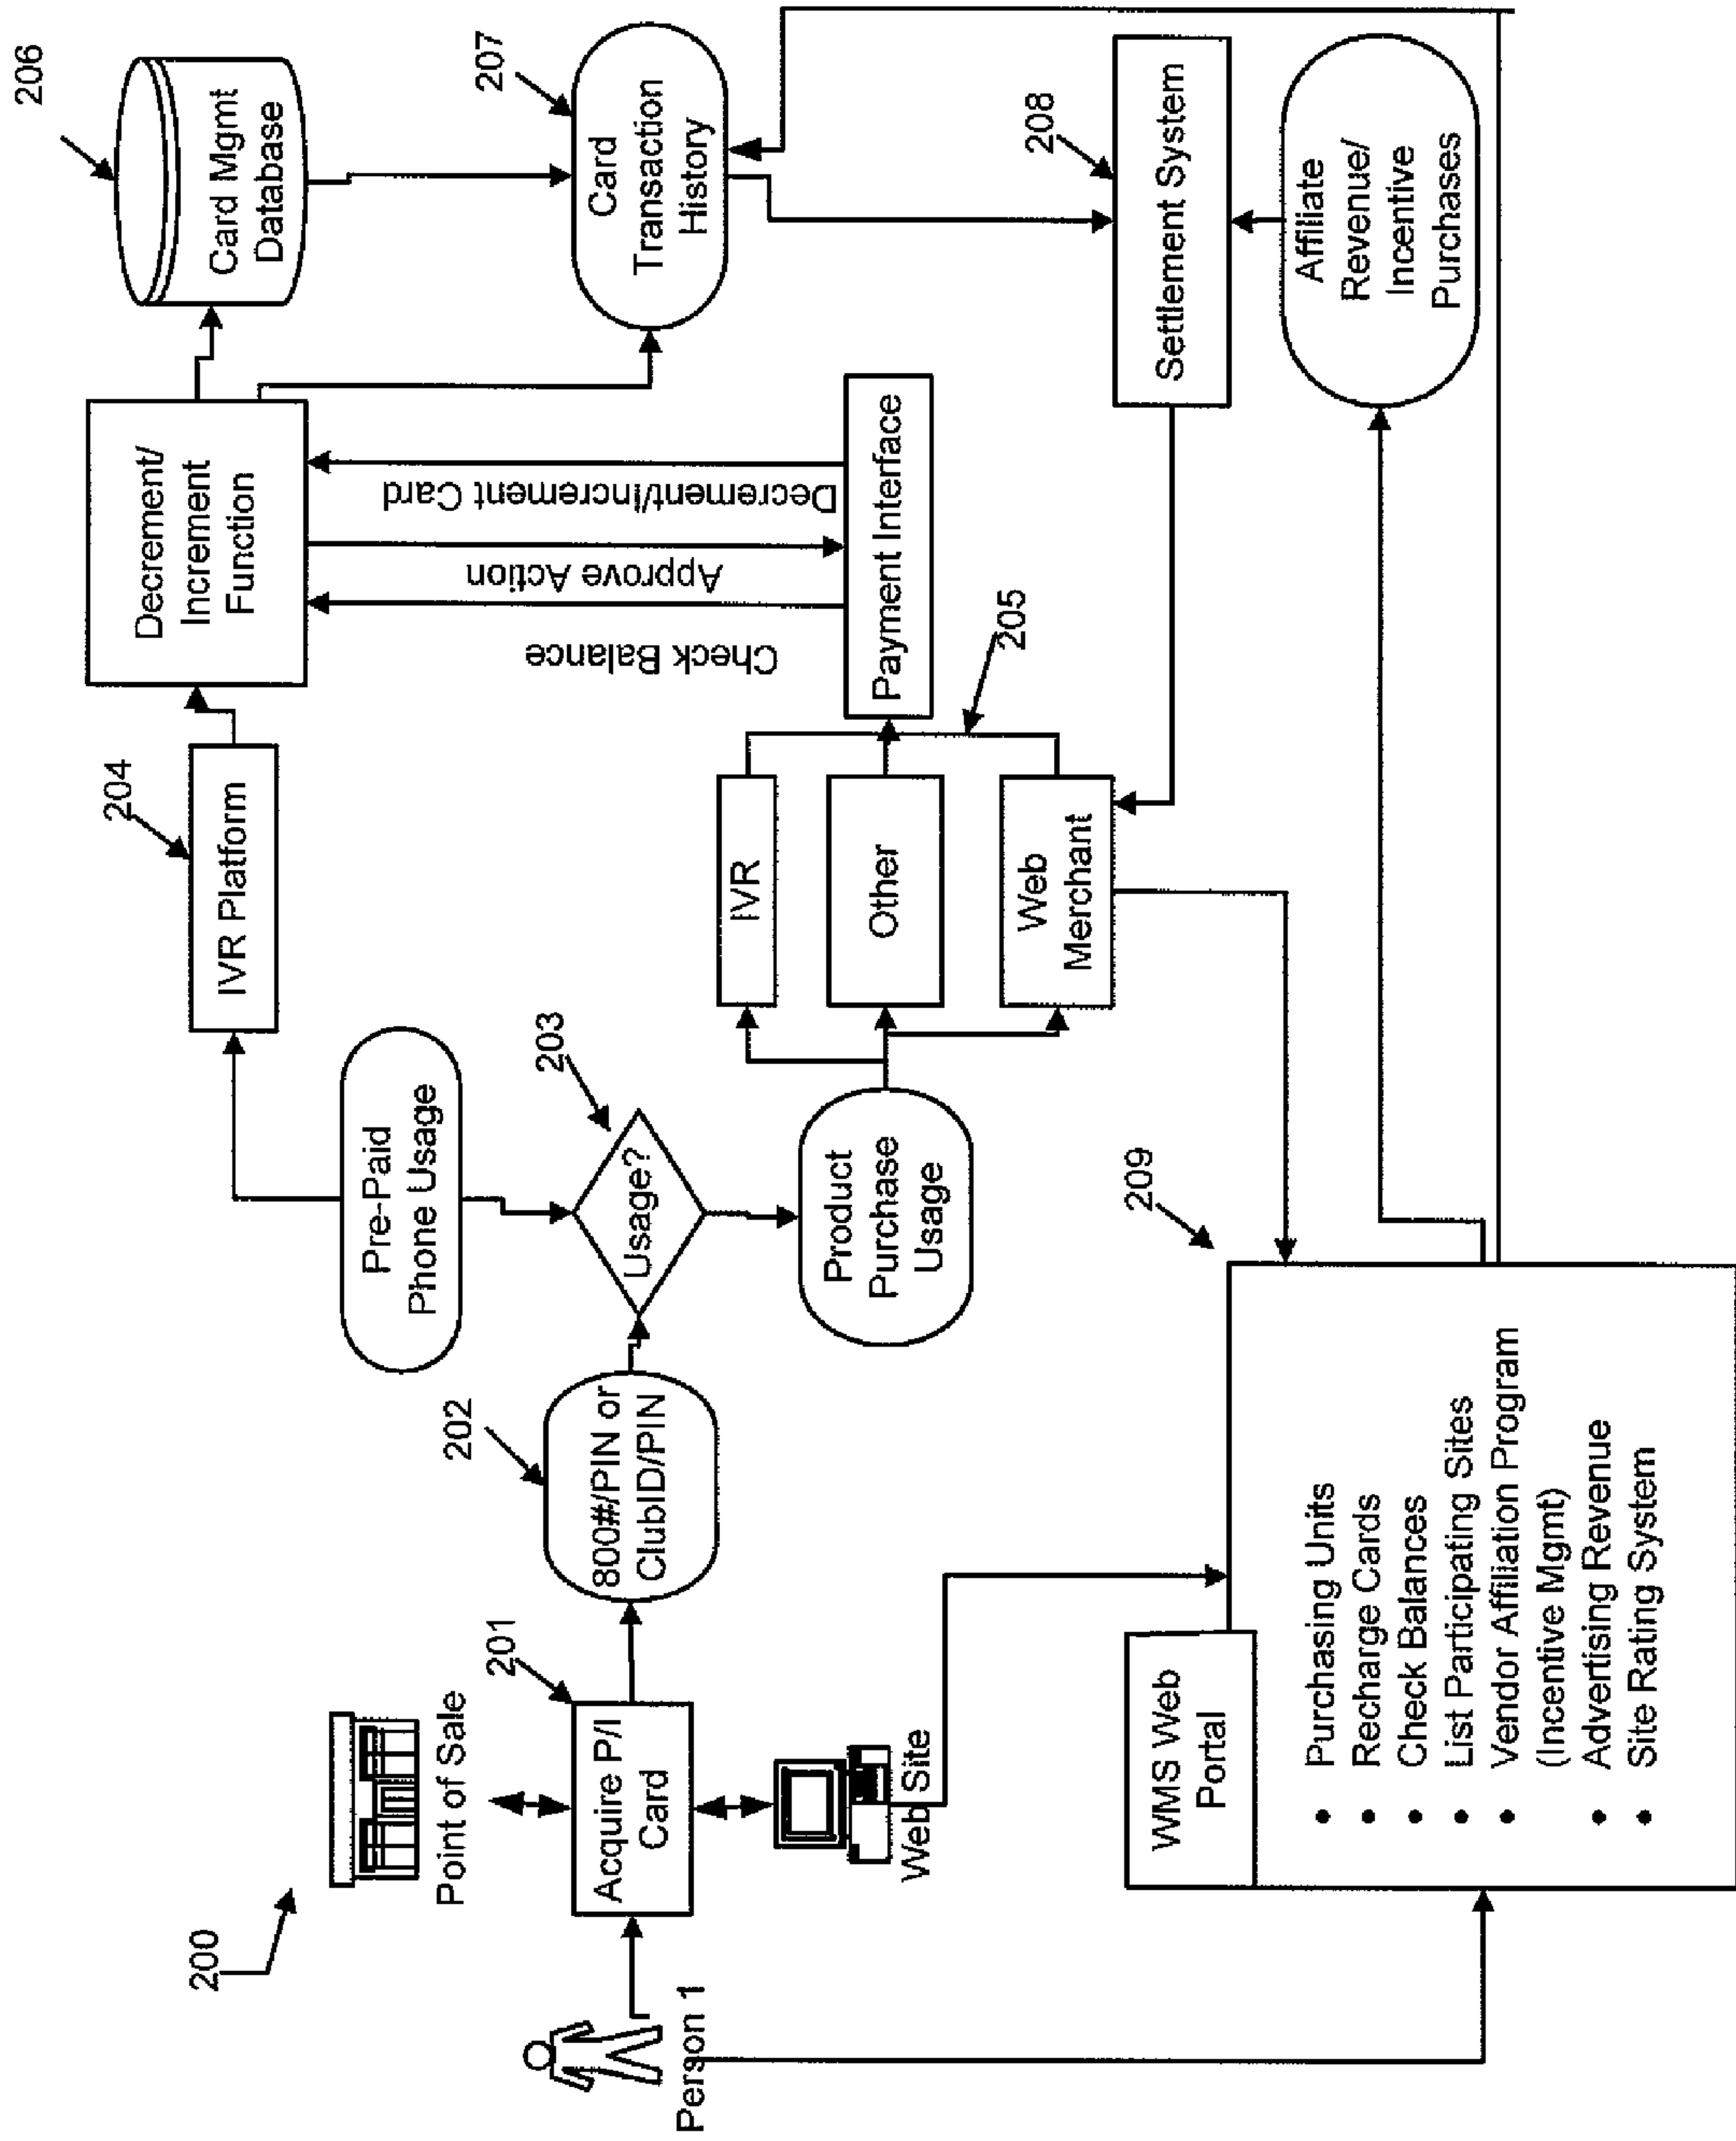 200
Point of Sale
Person 1
201
Acquire P/I
Card
Web Site
202
800#/PIN or
ClubID/PIN
Pre-Paid
Phone Usage
203
Usage?
Product
Purchase
Usage
204
IVR Platform
IVR
Other
Web
Merchant
205
Payment Interface
Check Balance
Approve Action
Decrement/Increment Card
Decrement/
Increment
Function
206
Card Mgmt
Database
207
Card
Transaction
History
208
Settlement System
Affiliate
Revenue/
Incentive
Purchases
209
WMS Web
Portal
• Purchasing Units
• Recharge Cards
• Check Balances
• List Participating Sites
• Vendor Affiliation Program
(Incentive Mgmt)
• Advertising Revenue
• Site Rating System